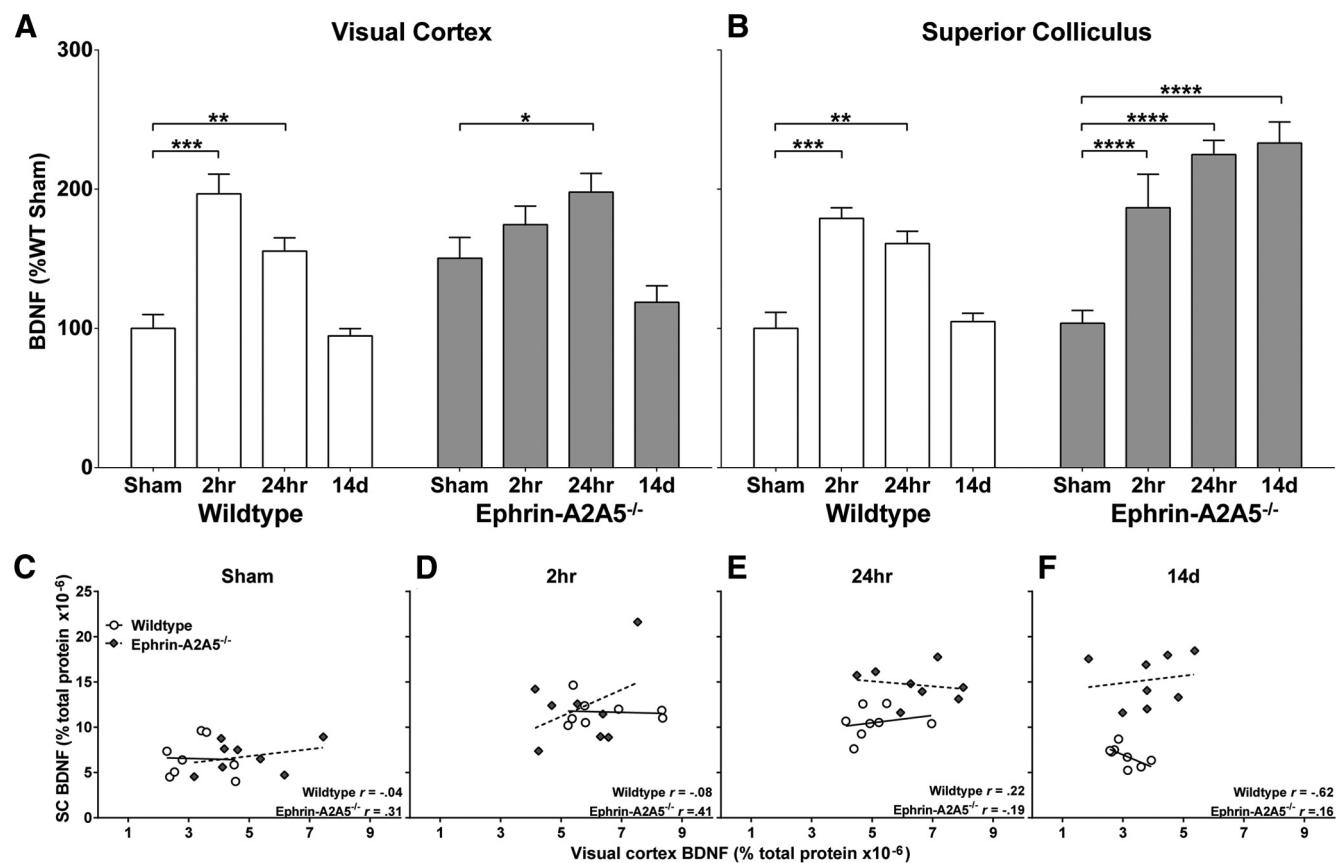 A Visual Cortex
B Superior Colliculus
BDNF (%WT Sham)
300
200
100
0
** 
***
*
**
***
****
****
****
Sham 2hr 24hr 14d Sham 2hr 24hr 14d
Wildtype Ephrin-A2A5-/-
Sham 2hr 24hr 14d Sham 2hr 24hr 14d
Wildtype Ephrin-A2A5-/-
C Sham
SC BDNF (% total protein x10-6)
25
20
15
10
5
0
Wildtype
Ephrin-A2A5-/-
Wildtype r = -.04
Ephrin-A2A5-/- r = .31
1 3 5 7 9
D 2hr
Wildtype r = -.08
Ephrin-A2A5-/- r =.41
1 3 5 7 9
E 24hr
Wildtype r = .22
Ephrin-A2A5-/- r = -.19
1 3 5 7 9
F 14d
Wildtype r = -.62
Ephrin-A2A5-/- r =.16
1 3 5 7 9
Visual cortex BDNF (% total protein x10-6)